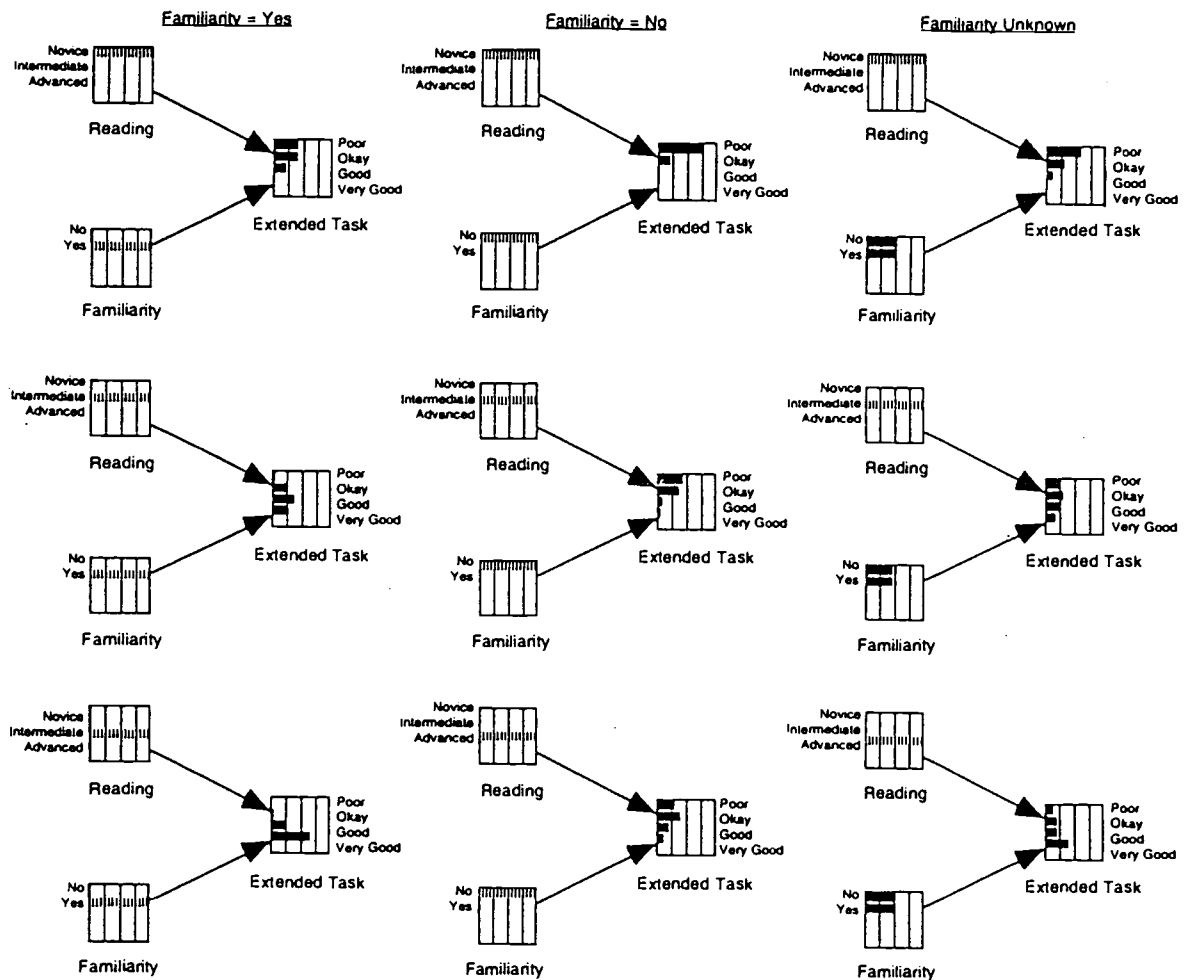 Familiarity = Yes
Familiarity = No
Familiarity Unknown
Novice
Intermediate
Advanced
Reading
Poor
Okay
Good
Very Good
Extended Task
No
Yes
Familiarity
Novice
Intermediate
Advanced
Reading
Poor
Okay
Good
Very Good
Extended Task
No
Yes
Familiarity
Novice
Intermediate
Advanced
Reading
Poor
Okay
Good
Very Good
Extended Task
No
Yes
Familiarity
Novice
Intermediate
Advanced
Reading
Poor
Okay
Good
Very Good
Extended Task
No
Yes
Familiarity
Novice
Intermediate
Advanced
Reading
Poor
Okay
Good
Very Good
Extended Task
No
Yes
Familiarity
Novice
Intermediate
Advanced
Reading
Poor
Okay
Good
Very Good
Extended Task
No
Yes
Familiarity
Novice
Intermediate
Advanced
Reading
Poor
Okay
Good
Very Good
Extended Task
No
Yes
Familiarity
Novice
Intermediate
Advanced
Reading
Poor
Okay
Good
Very Good
Extended Task
No
Yes
Familiarity
Novice
Intermediate
Advanced
Reading
Poor
Okay
Good
Very Good
Extended Task
No
Yes
Familiarity